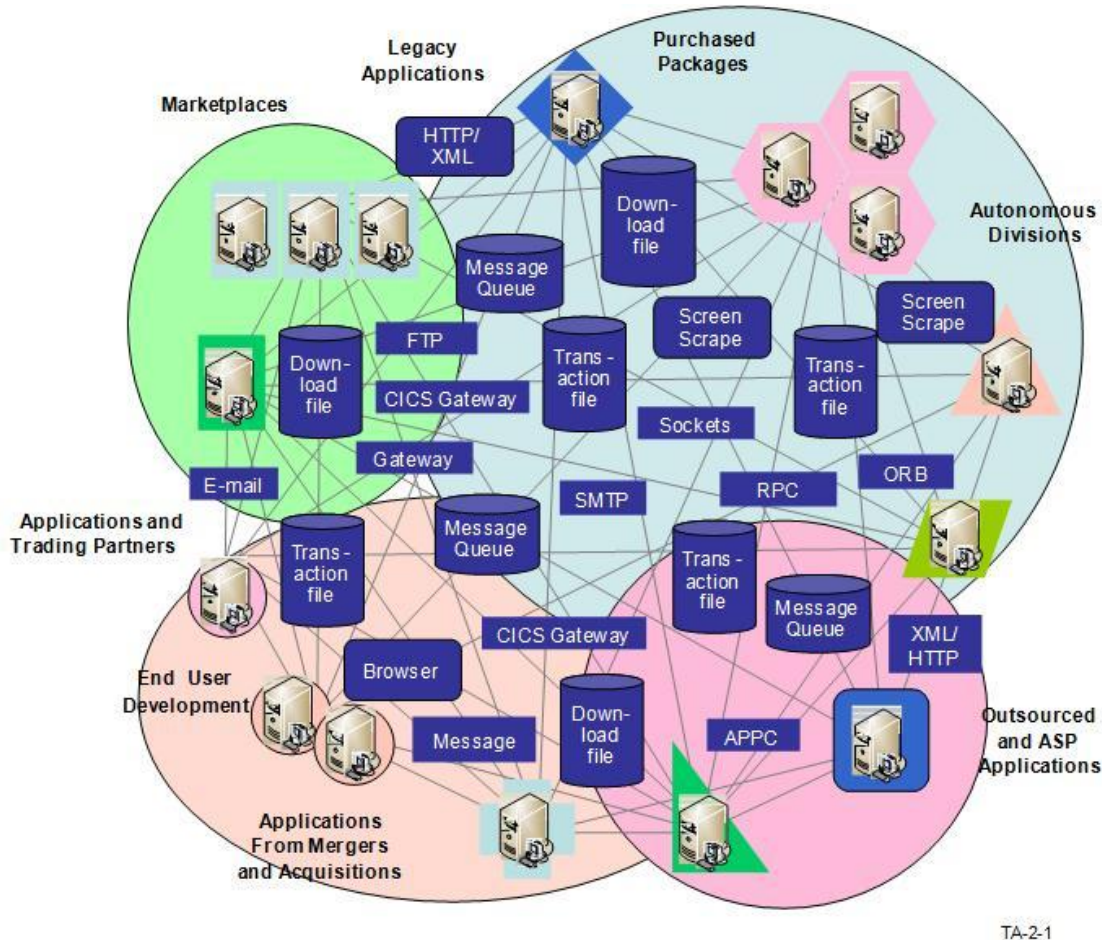 Legacy
Applications
Purchased
Packages
Marketplaces
HTTP/
XML
Down-
load
file
Autonomous
Divisions
Message
Queue
Screen
Scrape
Screen
Scrape
FTP
Down-
load
file
Trans-
action
file
Trans-
action
file
CICS Gateway
Sockets
Gateway
E-mail
SMTP
RPC
ORB
Applications and
Trading Partners
Message
Queue
Trans-
action
file
Trans-
action
file
Message
Queue
CICS Gateway
XML/
HTTP
Browser
End User
Development
Down-
load
file
Message
APPC
Outsourced
and ASP
Applications
Applications
From Mergers
and Acquisitions
TA-2-1